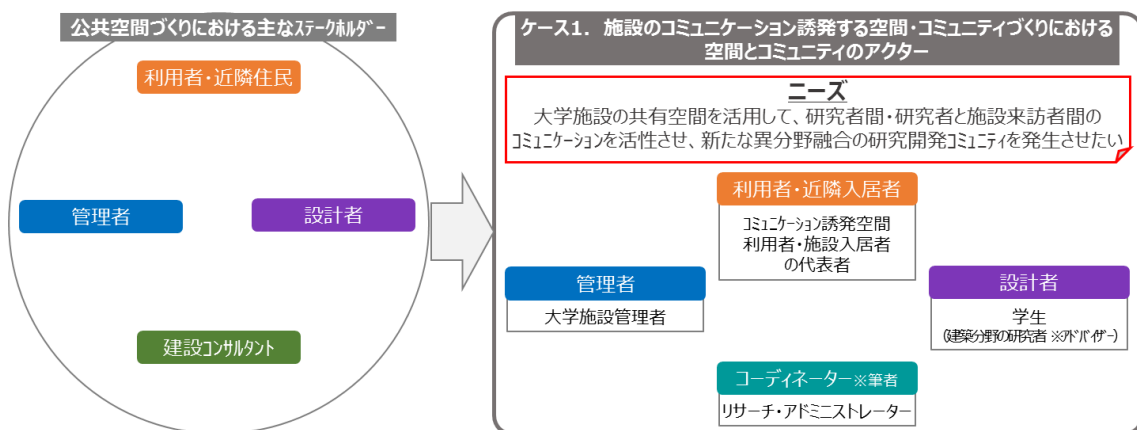 公共空間づくりにおける主なｽﾃｰｸﾎﾙﾀﾞｰ
利用者・近隣住民
管理者
設計者
建設ｺﾝｻﾙﾀﾝﾄ
ケース1．施設のコミュニケーション誘発する空間・コミュニティづくりにおける
空間とコミュニティのアクター
ニーズ
大学施設の共有空間を活用して、研究者間・研究者と施設来訪者間の
ｺﾐｭﾆｹｰｼｮﾝを活性させ、新たな異分野融合の研究開発ｺﾐｭﾆﾃｨを発生させたい
利用者・近隣入居者
ｺﾐｭﾆｹｰｼｮﾝ誘発空間
利用者・施設入居者
の代表者
管理者
大学施設管理者
設計者
学生
(建築分野の研究者 ※ｱﾄﾞﾊﾞｲｻﾞｰ)
コーディネーター※筆者
リサーチ・アドミニストレーター